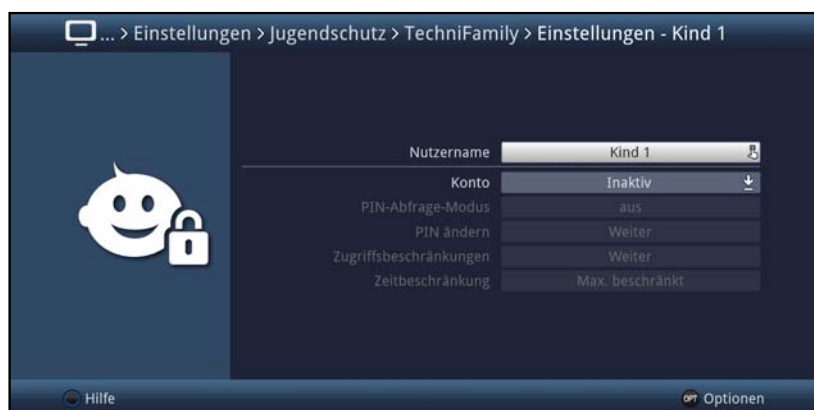 ... > Einstellungen > Jugendschutz > TechniFamily > Einstellungen - Kind 1
Nutzername Kind 1
Konto Inaktiv
PIN-Abfrage-Modus aus
PIN ändern Weiter
Zugriffsbeschränkungen Weiter
Zeitbeschränkung Max. beschränkt
Hilfe OPT Optionen